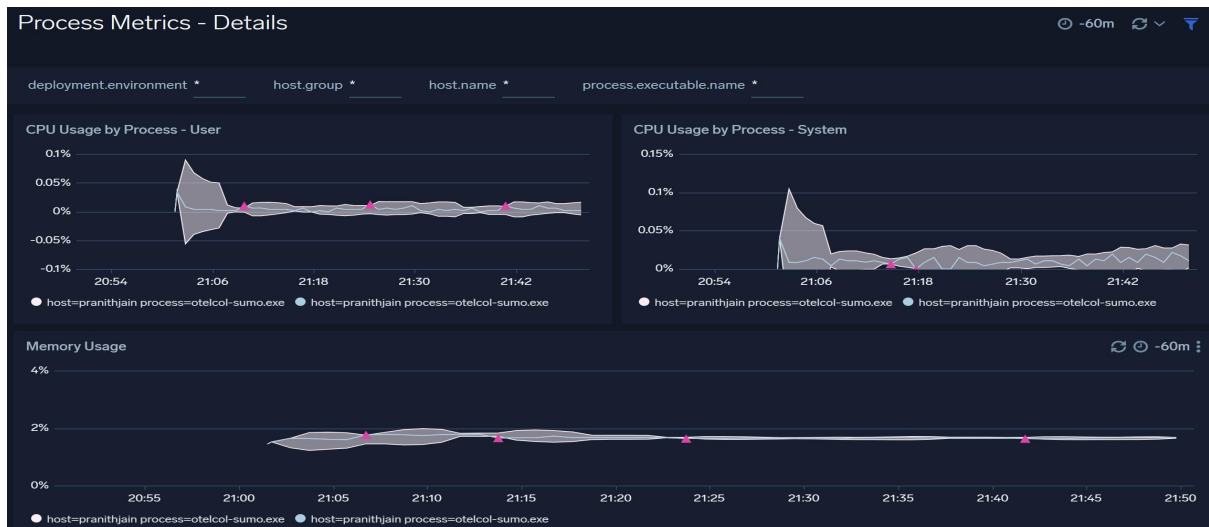 Process Metrics - Details
-60m
deployment.environment * host.group * host.name * process.executable.name *
CPU Usage by Process - User
0.1%
0.05%
0%
-0.05%
-0.1%
20:54 21:06 21:18 21:30 21:42
host=pranithjain process=otelcol-sumo.exe host=pranithjain process=otelcol-sumo.exe
CPU Usage by Process - System
0.15%
0.1%
0.05%
0%
20:54 21:06 21:18 21:30 21:42
host=pranithjain process=otelcol-sumo.exe host=pranithjain process=otelcol-sumo.exe
Memory Usage
-60m
4%
2%
0%
20:55 21:00 21:05 21:10 21:15 21:20 21:25 21:30 21:35 21:40 21:45 21:50
host=pranithjain process=otelcol-sumo.exe host=pranithjain process=otelcol-sumo.exe